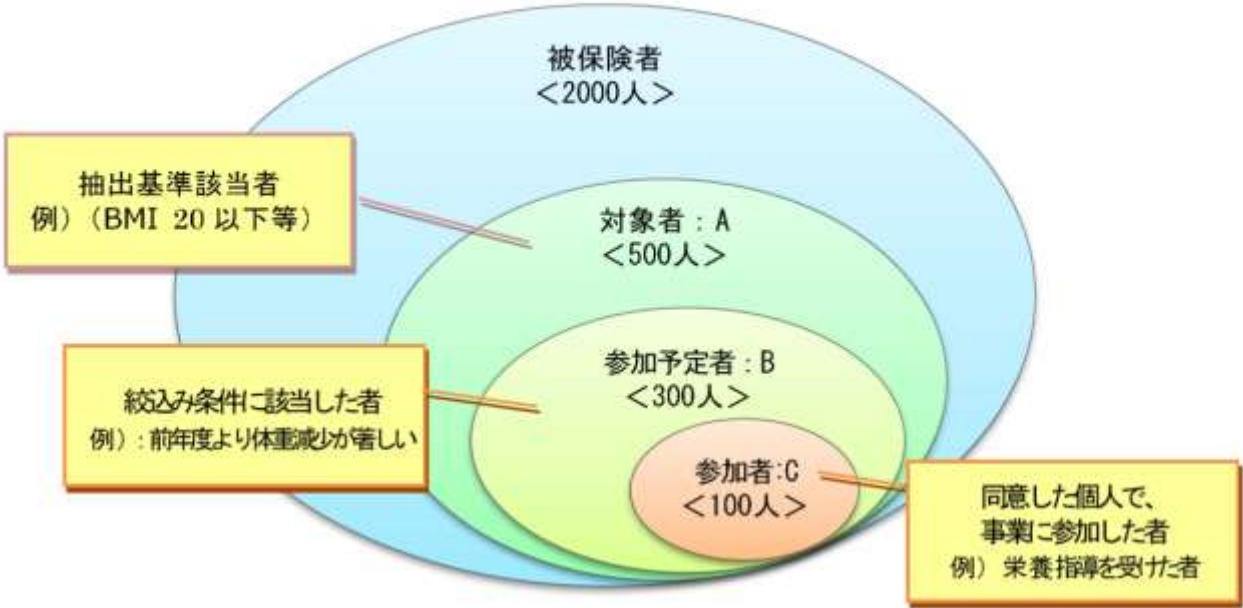 被保険者
＜2000人＞
抽出基準該当者
例）（BMI 20 以下等）
対象者：A
＜500人＞
絞込み条件に該当した者
例）：前年度より体重減少が著しい
参加予定者：B
＜300人＞
参加者:C
＜100人＞
同意した個人で、
事業に参加した者
例） 栄養指導を受けた者